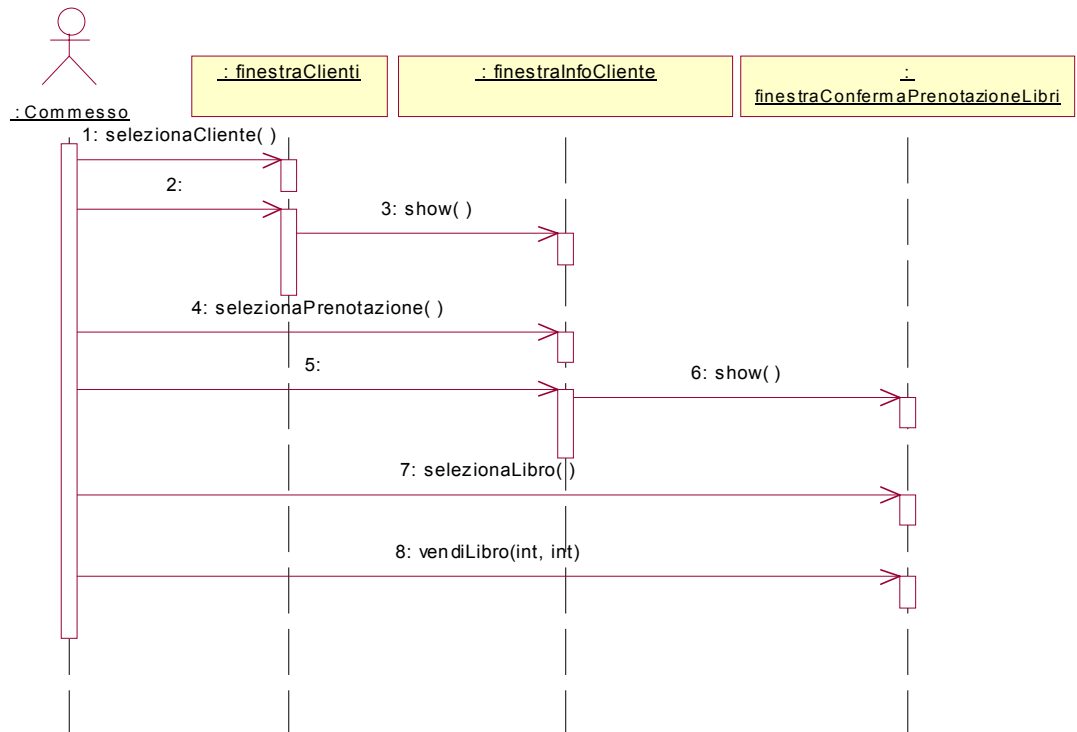 : finestraClienti
: finestraInfoCliente
:
finestraConfermaPrenotazioneLibri
: Commesso
1: selezionaCliente( )
2:
3: show( )
4: selezionaPrenotazione( )
5:
6: show( )
7: selezionaLibro( )
8: vendiLibro(int, int)